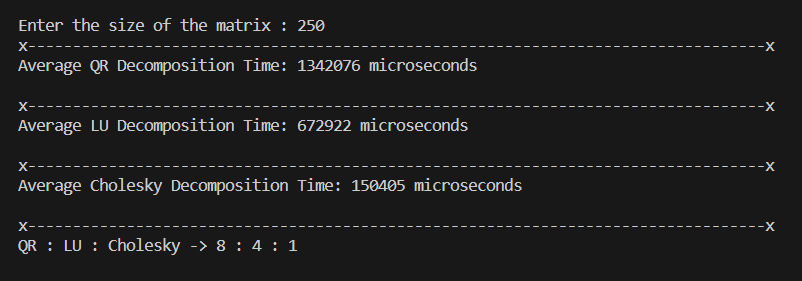 Enter the size of the matrix : 250
x----------------------------------------------------------------------------------x
Average QR Decomposition Time: 1342076 microseconds
x----------------------------------------------------------------------------------x
Average LU Decomposition Time: 672922 microseconds
x----------------------------------------------------------------------------------x
Average Cholesky Decomposition Time: 150405 microseconds
x----------------------------------------------------------------------------------x
QR : LU : Cholesky -> 8 : 4 : 1